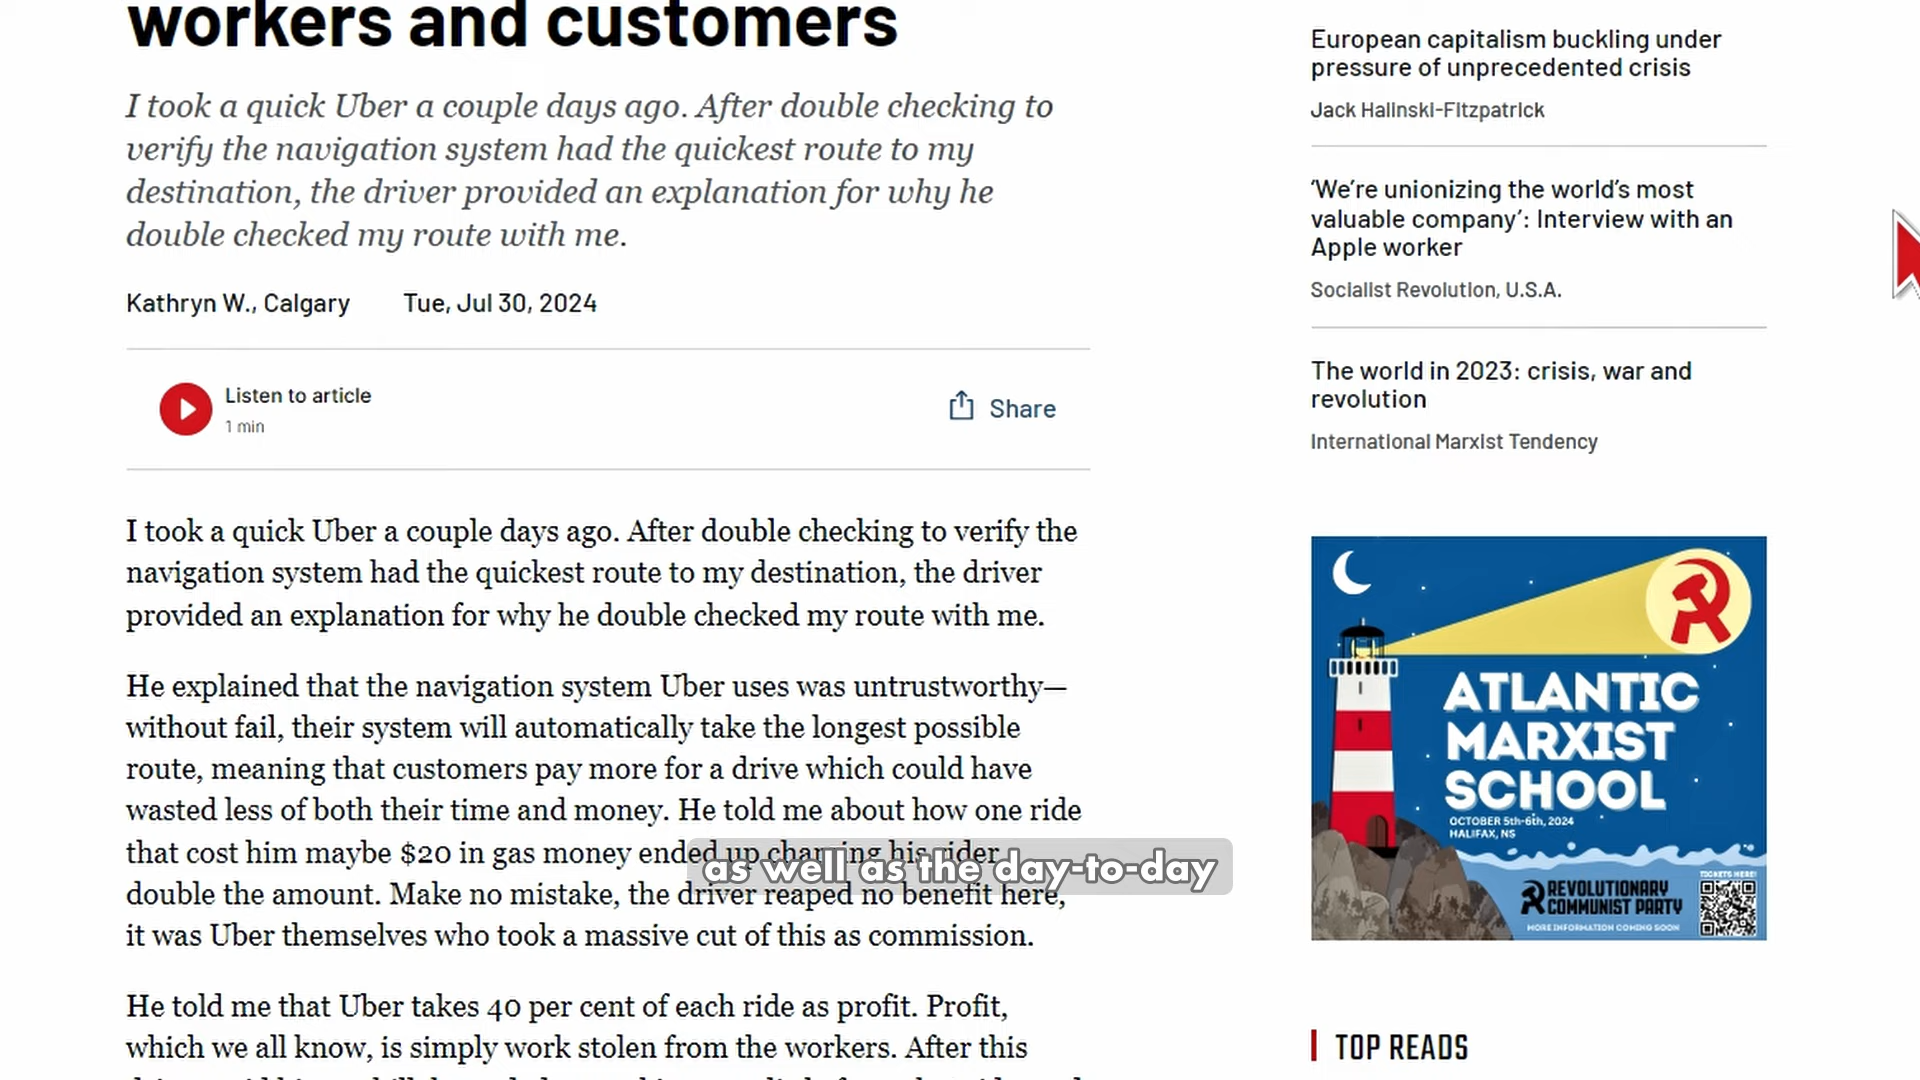 workers and customers
I took a quick Uber a couple days ago. After double checking to
verify the navigation system had the quickest route to my
destination, the driver provided an explanation for why he
double checked my route with me.
Kathryn W., Calgary Tue, Jul 30, 2024
Listen to article
1 min
Share
I took a quick Uber a couple days ago. After double checking to verify the
navigation system had the quickest route to my destination, the driver
provided an explanation for why he double checked my route with me.
He explained that the navigation system Uber uses was untrustworthy—
without fail, their system will automatically take the longest possible
route, meaning that customers pay more for a drive which could have
wasted less of both their time and money. He told me about how one ride
that cost him maybe $20 in gas money ended up charging his rider
double the amount. Make no mistake, the driver reaped no benefit here,
it was Uber themselves who took a massive cut of this as commission.
He told me that Uber takes 40 per cent of each ride as profit. Profit,
which we all know, is simply work stolen from the workers. After this
as well as the day-to-day
European capitalism buckling under
pressure of unprecedented crisis
Jack Halinski-Fitzpatrick
‘We’re unionizing the world’s most
valuable company’: Interview with an
Apple worker
Socialist Revolution, U.S.A.
The world in 2023: crisis, war and
revolution
International Marxist Tendency
ATLANTIC
MARXIST
SCHOOL
OCTOBER 5th-6th, 2024
HALIFAX, NS
TICKETS HERE!
REVOLUTIONARY
COMMUNIST PARTY
MORE INFORMATION COMING SOON
TOP READS